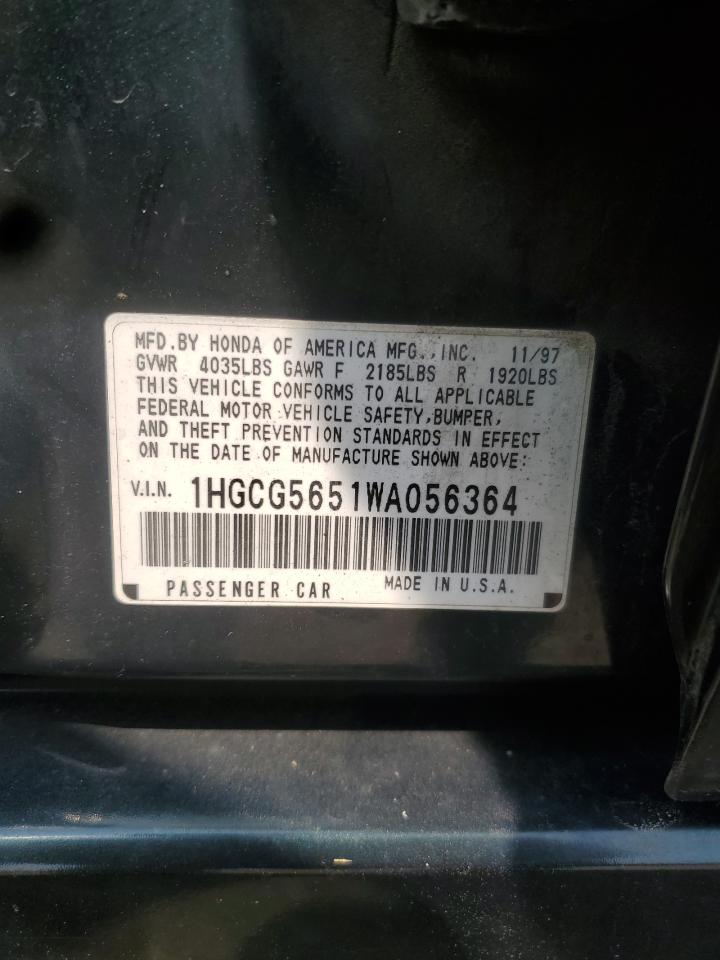 MFD.BY HONDA OF AMERICA MFG.,INC. 11/97
GVWR 4035LBS GAWR F 2185LBS R 1920LBS
THIS VEHICLE CONFORMS TO ALL APPLICABLE
FEDERAL MOTOR VEHICLE SAFETY,BUMPER,
AND THEFT PREVENTION STANDARDS IN EFFECT
ON THE DATE OF MANUFACTURE SHOWN ABOVE:
V.I.N. 1HGCG5651WA056364
PASSENGER CAR MADE IN U.S.A.